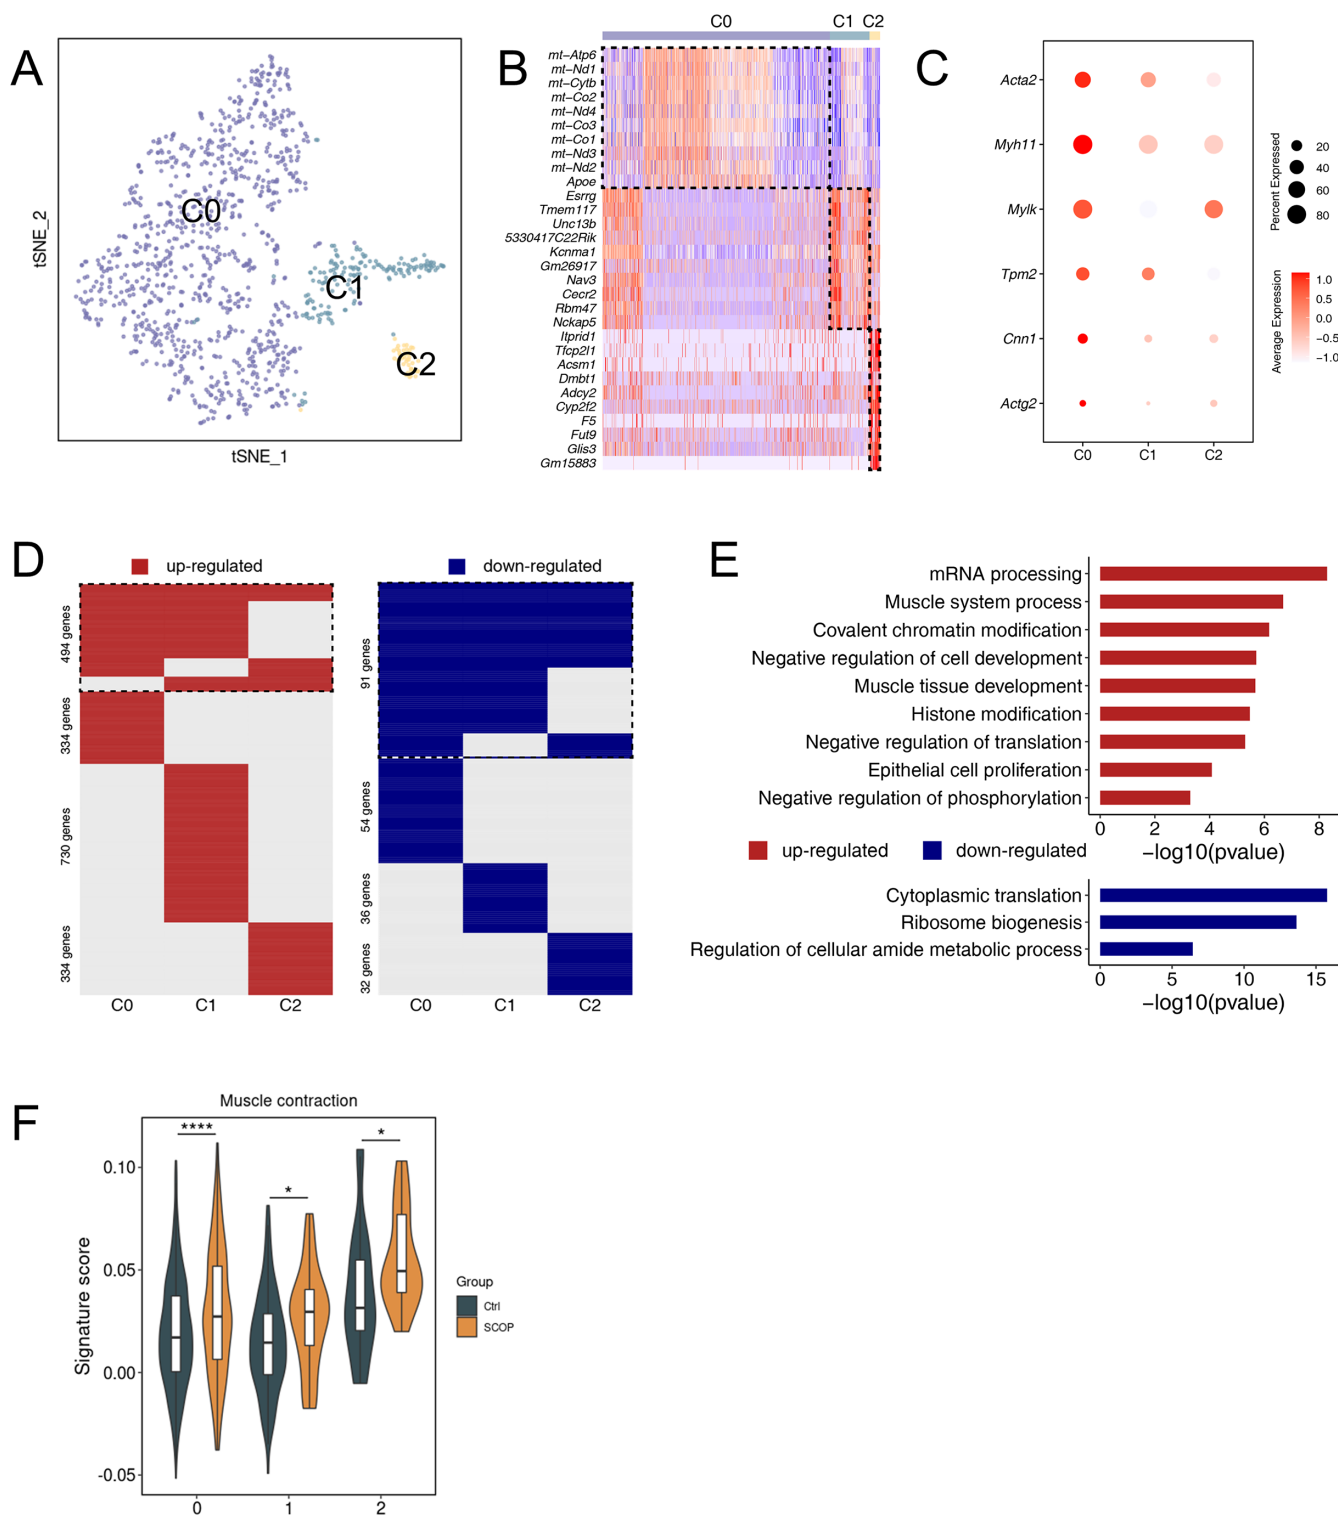 A
C0
C1
C2
tSNE_2
tSNE_1
B
C0 C1 C2
mt-Atp6
mt-Nd1
mt-Cytb
mt-Co2
mt-Nd4
mt-Co3
mt-Co1
mt-Nd3
mt-Nd2
Apoe
Esrrg
Tmem117
Unc13b
5330417C22Rik
Kcnma1
Gm26917
Nav3
Cecr2
Rbm47
Nckap5
Itprid1
Tfcp2l1
Acsm1
Dmbt1
Adcy2
Cyp2f2
F5
Fut9
Glis3
Gm15883
C
Acta2
Myh11
Mylk
Tpm2
Cnn1
Actg2
C0 C1 C2
Percent Expressed
20
40
60
80
Average Expression
1.0
0.5
0.0
−0.5
−1.0
D
up-regulated
494 genes
334 genes
730 genes
334 genes
C0 C1 C2
down-regulated
91 genes
54 genes
36 genes
32 genes
C0 C1 C2
E
mRNA processing
Muscle system process
Covalent chromatin modification
Negative regulation of cell development
Muscle tissue development
Histone modification
Negative regulation of translation
Epithelial cell proliferation
Negative regulation of phosphorylation
0 2 4 6 8
−log10(pvalue)
up-regulated down-regulated
Cytoplasmic translation
Ribosome biogenesis
Regulation of cellular amide metabolic process
0 5 10 15
−log10(pvalue)
F
Muscle contraction
**** * *
Signature score
0.10
0.05
0.00
-0.05
0 1 2
Group
Ctrl
SCOP